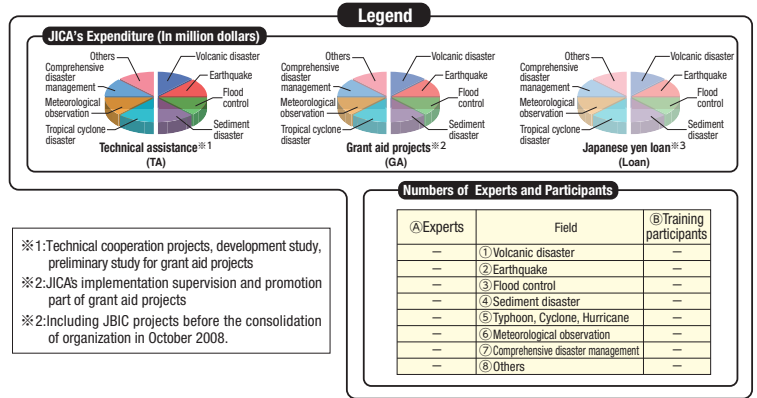 Legend
JICA's Expenditure (In million dollars)
Others
Volcanic disaster
Comprehensive
disaster
management
Earthquake
Meteorological
observation
Flood
control
Tropical cyclone
disaster
Sediment
disaster
Technical assistance※1
(TA)
Others
Volcanic disaster
Comprehensive
disaster
management
Earthquake
Meteorological
observation
Flood
control
Tropical cyclone
disaster
Sediment
disaster
Grant aid projects※2
(GA)
Others
Volcanic disaster
Comprehensive
disaster
management
Earthquake
Meteorological
observation
Flood
control
Tropical cyclone
disaster
Sediment
disaster
Japanese yen loan※3
(Loan)
※1:Technical cooperation projects, development study,
preliminary study for grant aid projects
※2:JICA's implementation supervision and promotion
part of grant aid projects
※2:Including JBIC projects before the consolidation
of organization in October 2008.
Numbers of Experts and Participants
ⒶExperts Field ⒷTraining
participants
– ①Volcanic disaster –
– ②Earthquake –
– ③Flood control –
– ④Sediment disaster –
– ⑤Typhoon, Cyclone, Hurricane –
– ⑥Meteorological observation –
– ⑦Comprehensive disaster management –
– ⑧Others –